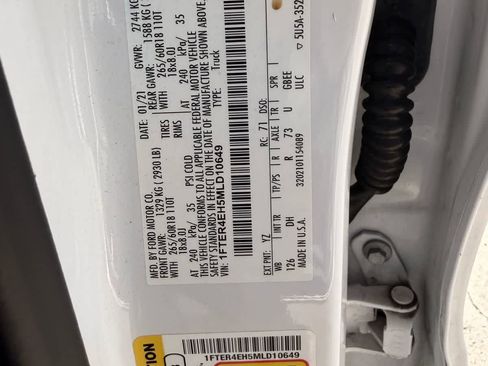 MFD. BY FORD MOTOR CO.
DATE: 01/21 GVWR: 2744 KG
FRONT GAWR: 1329 KG ( 2930 LB) REAR GAWR: 1588 KG (
WITH 265/60R18 110T TIRES WITH 265/60R18 110T
18x8.0J RIMS 18x8.0J
AT 240 kPa/ 35 PSI COLD AT 240 kPa/ 35
THIS VEHICLE CONFORMS TO ALL APPLICABLE FEDERAL MOTOR VEHICLE
SAFETY STANDARDS IN EFFECT ON THE DATE OF MANUFACTURE SHOWN ABOVE.
VIN: 1FTER4EH5MLD10649
Truck
EXT PNT: YZ RC: 71 DSO:
WB INT TR TP/PS R AXLE TR SPR
126 DH R 73 U GBEE
ULC
3202101154089
MADE IN U.S.A.
5U5A-352
1FTER4EH5MLD10649